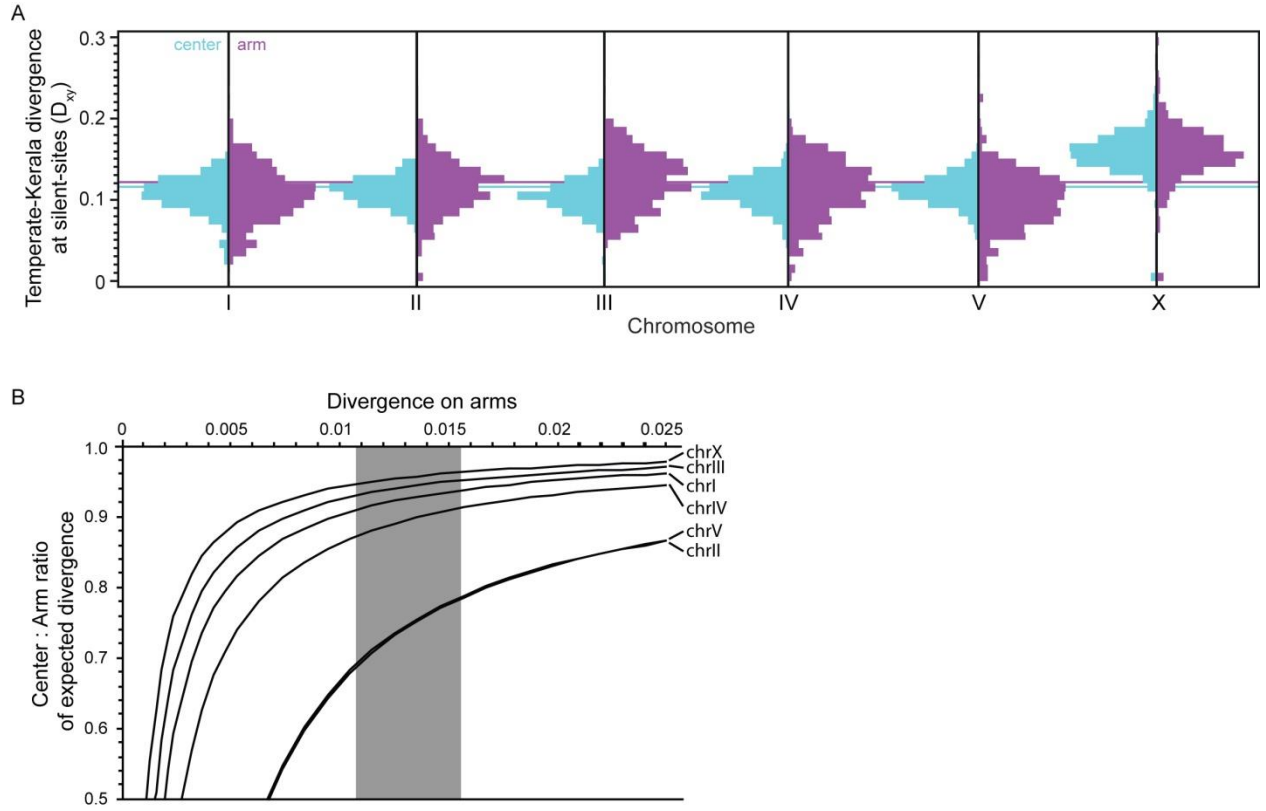 A
Temperate-Kerala divergence
at silent-sites (Dxy)
0.3
0.2
0.1
0
center arm
I II III IV V X
Chromosome
B
Divergence on arms
0 0.005 0.01 0.015 0.02 0.025
Center : Arm ratio
of expected divergence
1.0
0.9
0.8
0.7
0.6
0.5
chrX
chrIII
chrI
chrIV
chrV
chrII